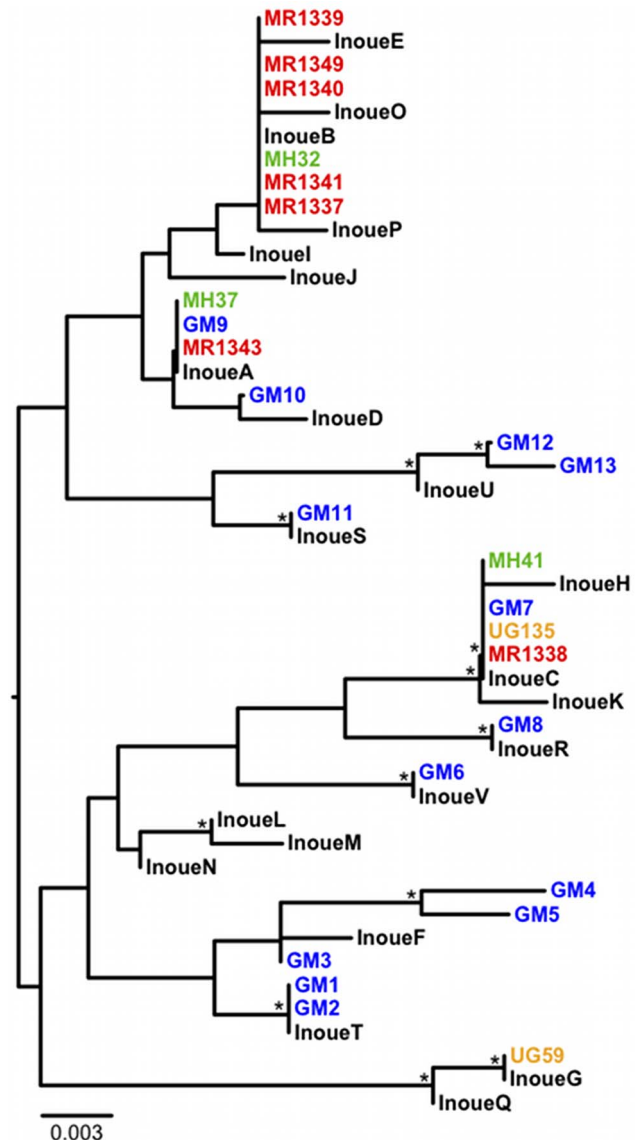 MR1339
InoueE
MR1349
MR1340
InoueO
InoueB
MH32
MR1341
MR1337
InoueP
InoueI
InoueJ
MH37
GM9
MR1343
InoueA
GM10
InoueD
* GM12
* GM13
InoueU
* GM11
InoueS
MH41
InoueH
GM7
UG135
* MR1338
* InoueC
InoueK
* GM8
InoueR
* GM6
InoueV
* InoueL
InoueM
InoueN
* GM4
GM5
InoueF
GM3
GM1
* GM2
InoueT
* UG59
* InoueG
InoueQ
0.003